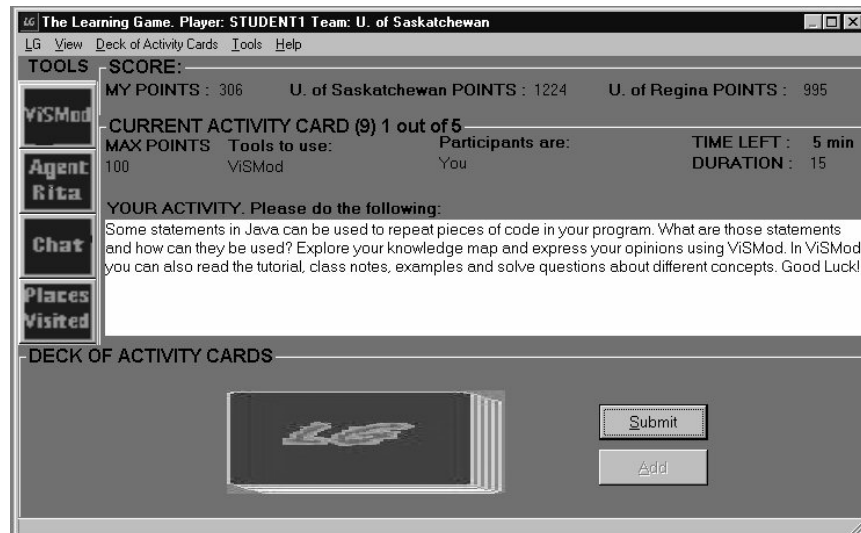 LG The Learning Game. Player: STUDENT1 Team: U. of Saskatchewan
LG View Deck of Activity Cards Tools Help
TOOLS SCORE:
MY POINTS : 306 U. of Saskatchewan POINTS : 1224 U. of Regina POINTS : 995
ViSMod
CURRENT ACTIVITY CARD (9) 1 out of 5
MAX POINTS Tools to use: Participants are: TIME LEFT : 5 min
100 ViSMod You DURATION : 15
Agent
Rita
YOUR ACTIVITY. Please do the following:
Some statements in Java can be used to repeat pieces of code in your program. What are those statements
and how can they be used? Explore your knowledge map and express your opinions using ViSMod. In ViSMod
you can also read the tutorial, class notes, examples and solve questions about different concepts. Good Luck!
Chat
Places
Visited
DECK OF ACTIVITY CARDS
LG
Submit
Add